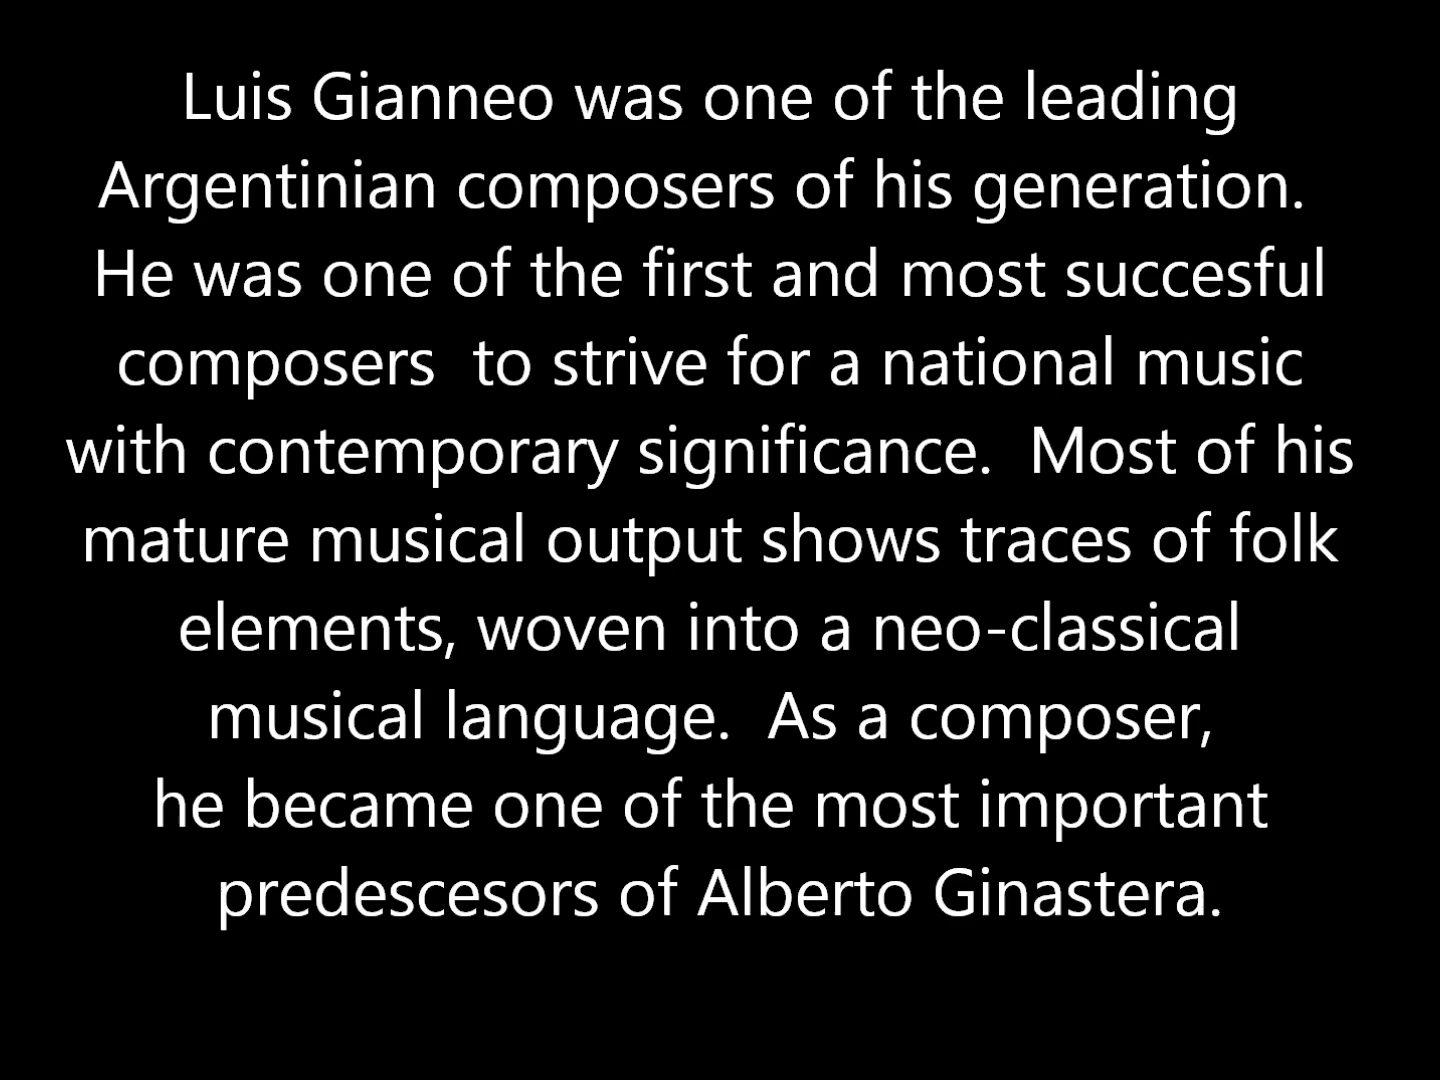 Luis Gianneo was one of the leading
Argentinian composers of his generation.
He was one of the first and most succesful
composers  to strive for a national music
with contemporary significance.  Most of his
mature musical output shows traces of folk
elements, woven into a neo-classical
musical language.  As a composer,
he became one of the most important
predescesors of Alberto Ginastera.